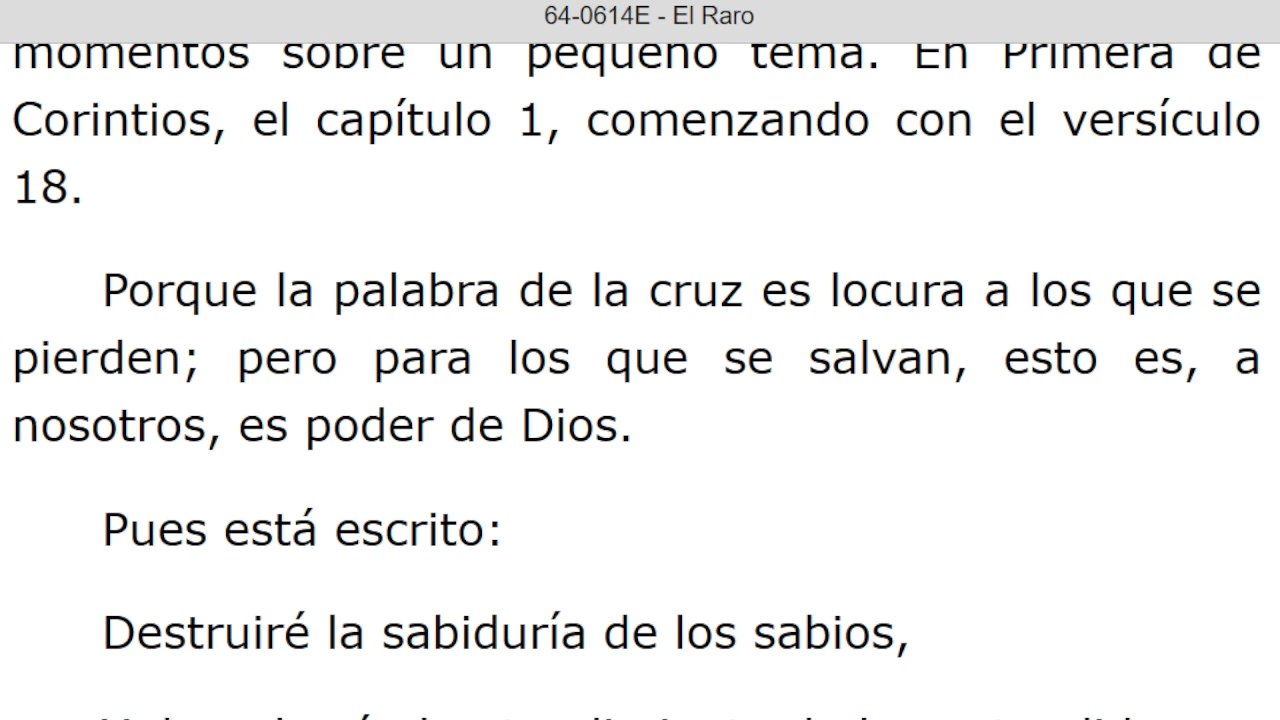 64-0614E - El Raro
momentos sobre un pequeño tema. En Primera de
Corintios, el capítulo 1, comenzando con el versículo
18.
Porque la palabra de la cruz es locura a los que se
pierden; pero para los que se salvan, esto es, a
nosotros, es poder de Dios.
Pues está escrito:
Destruiré la sabiduría de los sabios,